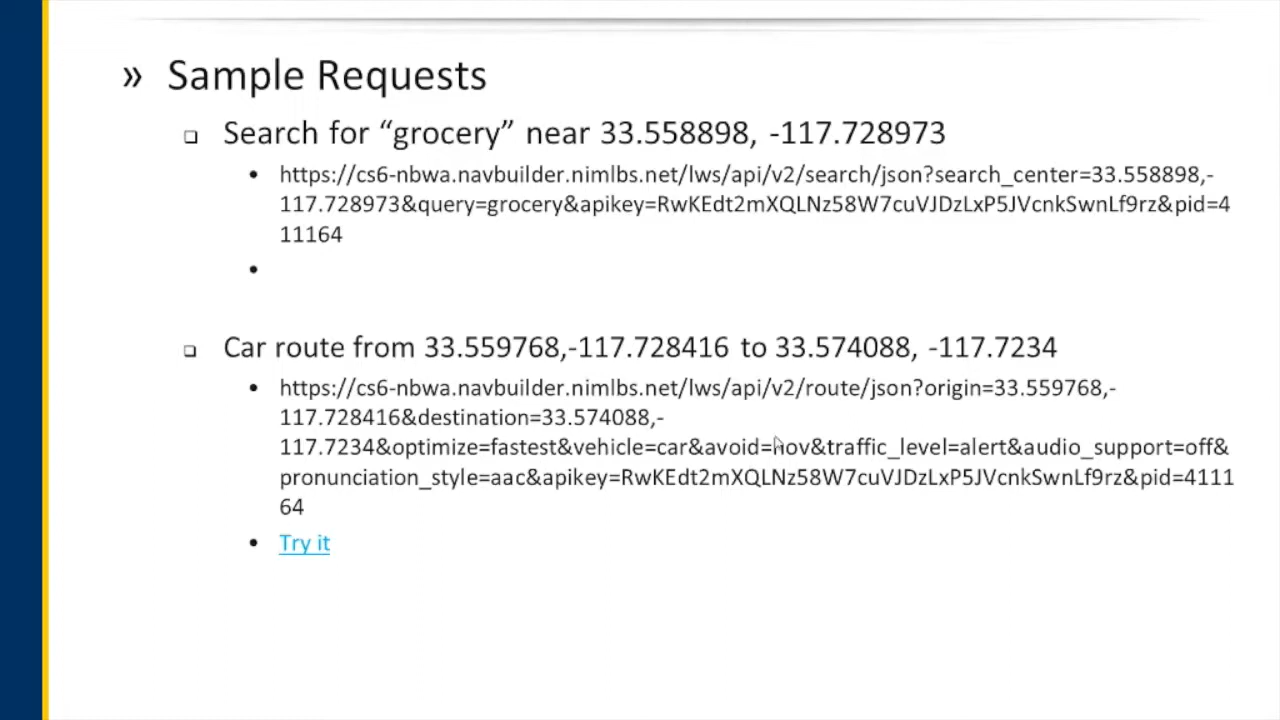 » Sample Requests
Search for “grocery” near 33.558898, -117.728973
https://cs6-nbwa.navbuilder.nimlbs.net/lws/api/v2/search/json?search_center=33.558898,-
117.728973&query=grocery&apikey=RwKEdt2mXQLNz58W7cuVJDzLxP5JVcnkSwnLf9rz&pid=4
11164
Car route from 33.559768,-117.728416 to 33.574088, -117.7234
https://cs6-nbwa.navbuilder.nimlbs.net/lws/api/v2/route/json?origin=33.559768,-
117.728416&destination=33.574088,-
117.7234&optimize=fastest&vehicle=car&avoid=hov&traffic_level=alert&audio_support=off&
pronunciation_style=aac&apikey=RwKEdt2mXQLNz58W7cuVJDzLxP5JVcnkSwnLf9rz&pid=4111
64
Try it